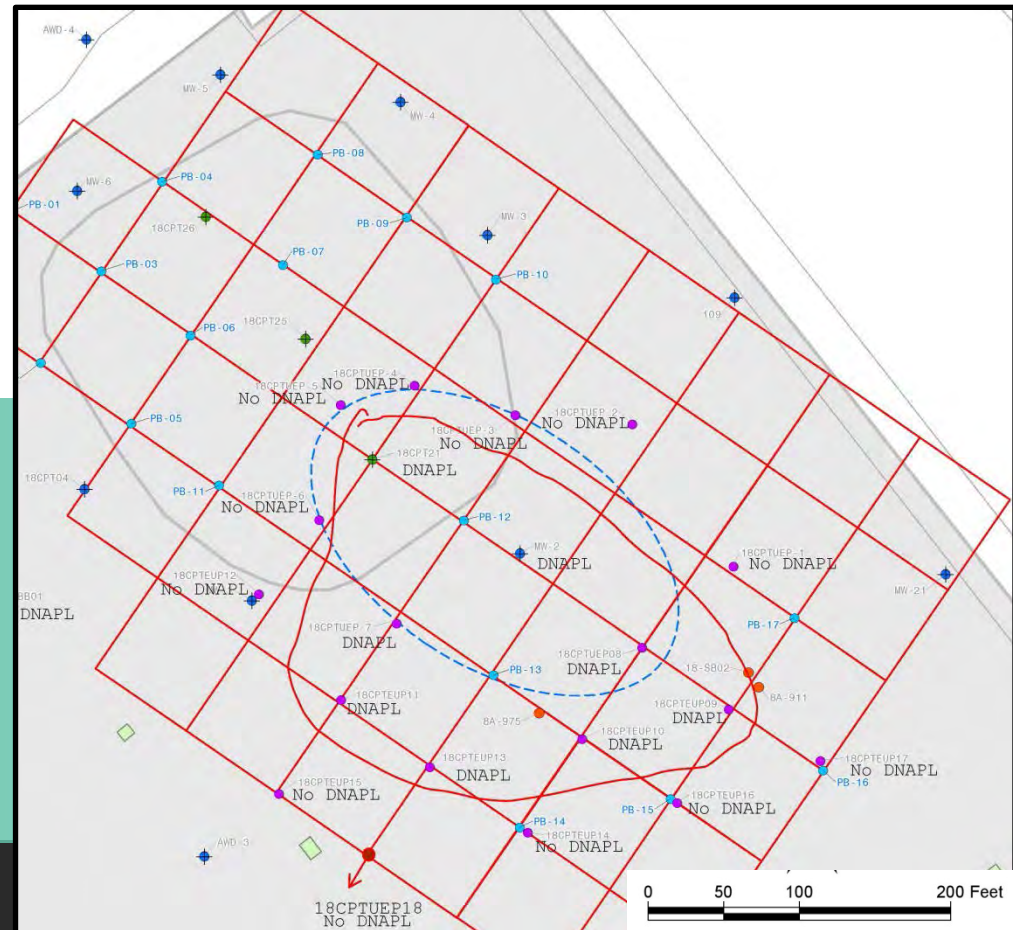 AWD-4
MW-5
MW-4
PB-08
PB-04
MW-6
PB-01
18CPT26
PB-09
MW-3
PB-03
PB-07
PB-10
109
PB-06
18CPT25
18CPTUEP-4
No DNAPL
18CPTUEP-5
No DNAPL
PB-05
18CPTUEP-2
No DNAPL
18CPTUEP-3
No DNAPL
18CPT21
DNAPL
18CPT04
PB-11
18CPTUEP-6
No DNAPL
PB-12
MW-2
DNAPL
18CPTUEP-1
No DNAPL
MW-21
18CPTEUP12
No DNAPL
8B01
DNAPL
18CPTUEP-7
DNAPL
PB-17
18CPTUEP08
DNAPL
18-SB02
PB-13
8A-911
18CPTEUP11
DNAPL
18CPTEUP09
DNAPL
8A-975
18CPTEUP10
DNAPL
18CPTEUP13
DNAPL
18CPTEUP17
No DNAPL
PB-16
18CPTEUP15
No DNAPL
PB-15
18CPTEUP16
No DNAPL
PB-14
18CPTEUP14
No DNAPL
AWD-3
18CPTUEP18
No DNAPL
0 50 100 200 Feet